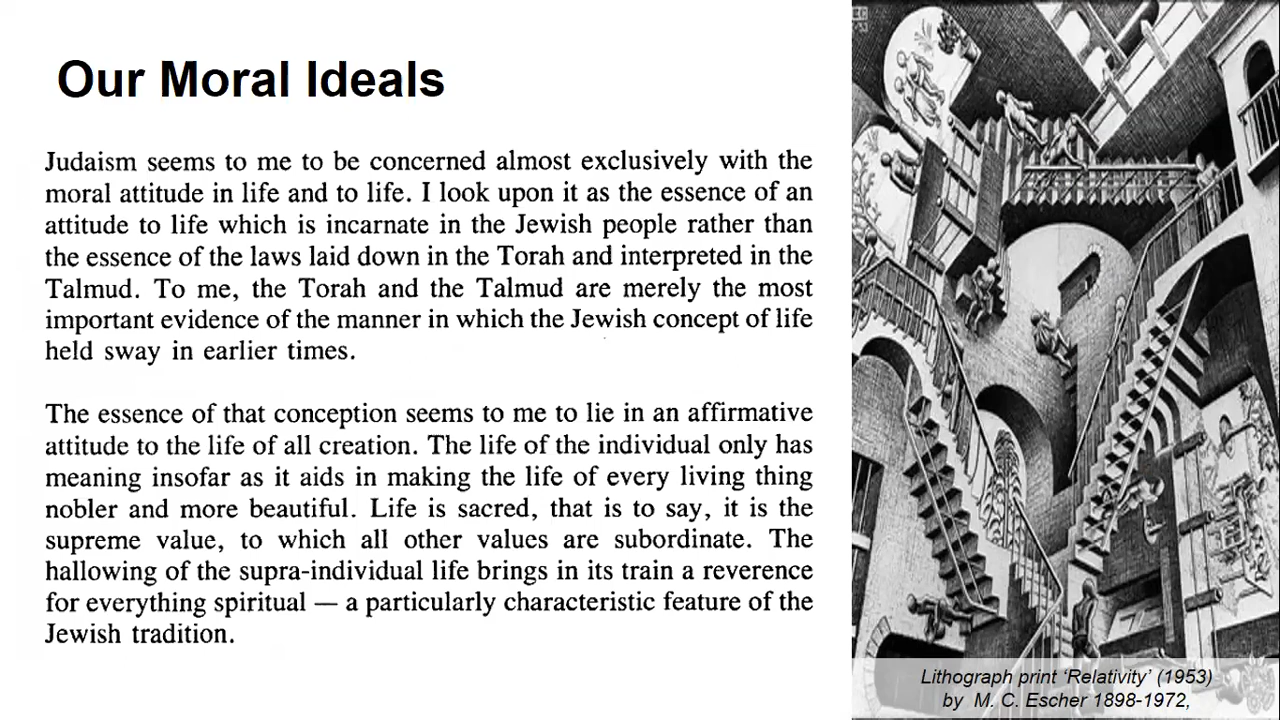 Our Moral Ideals
Judaism seems to me to be concerned almost exclusively with the
moral attitude in life and to life. I look upon it as the essence of an
attitude to life which is incarnate in the Jewish people rather than
the essence of the laws laid down in the Torah and interpreted in the
Talmud. To me, the Torah and the Talmud are merely the most
important evidence of the manner in which the Jewish concept of life
held sway in earlier times.
The essence of that conception seems to me to lie in an affirmative
attitude to the life of all creation. The life of the individual only has
meaning insofar as it aids in making the life of every living thing
nobler and more beautiful. Life is sacred, that is to say, it is the
supreme value, to which all other values are subordinate. The
hallowing of the supra-individual life brings in its train a reverence
for everything spiritual — a particularly characteristic feature of the
Jewish tradition.
Lithograph print ‘Relativity’ (1953)
by M. C. Escher 1898-1972,